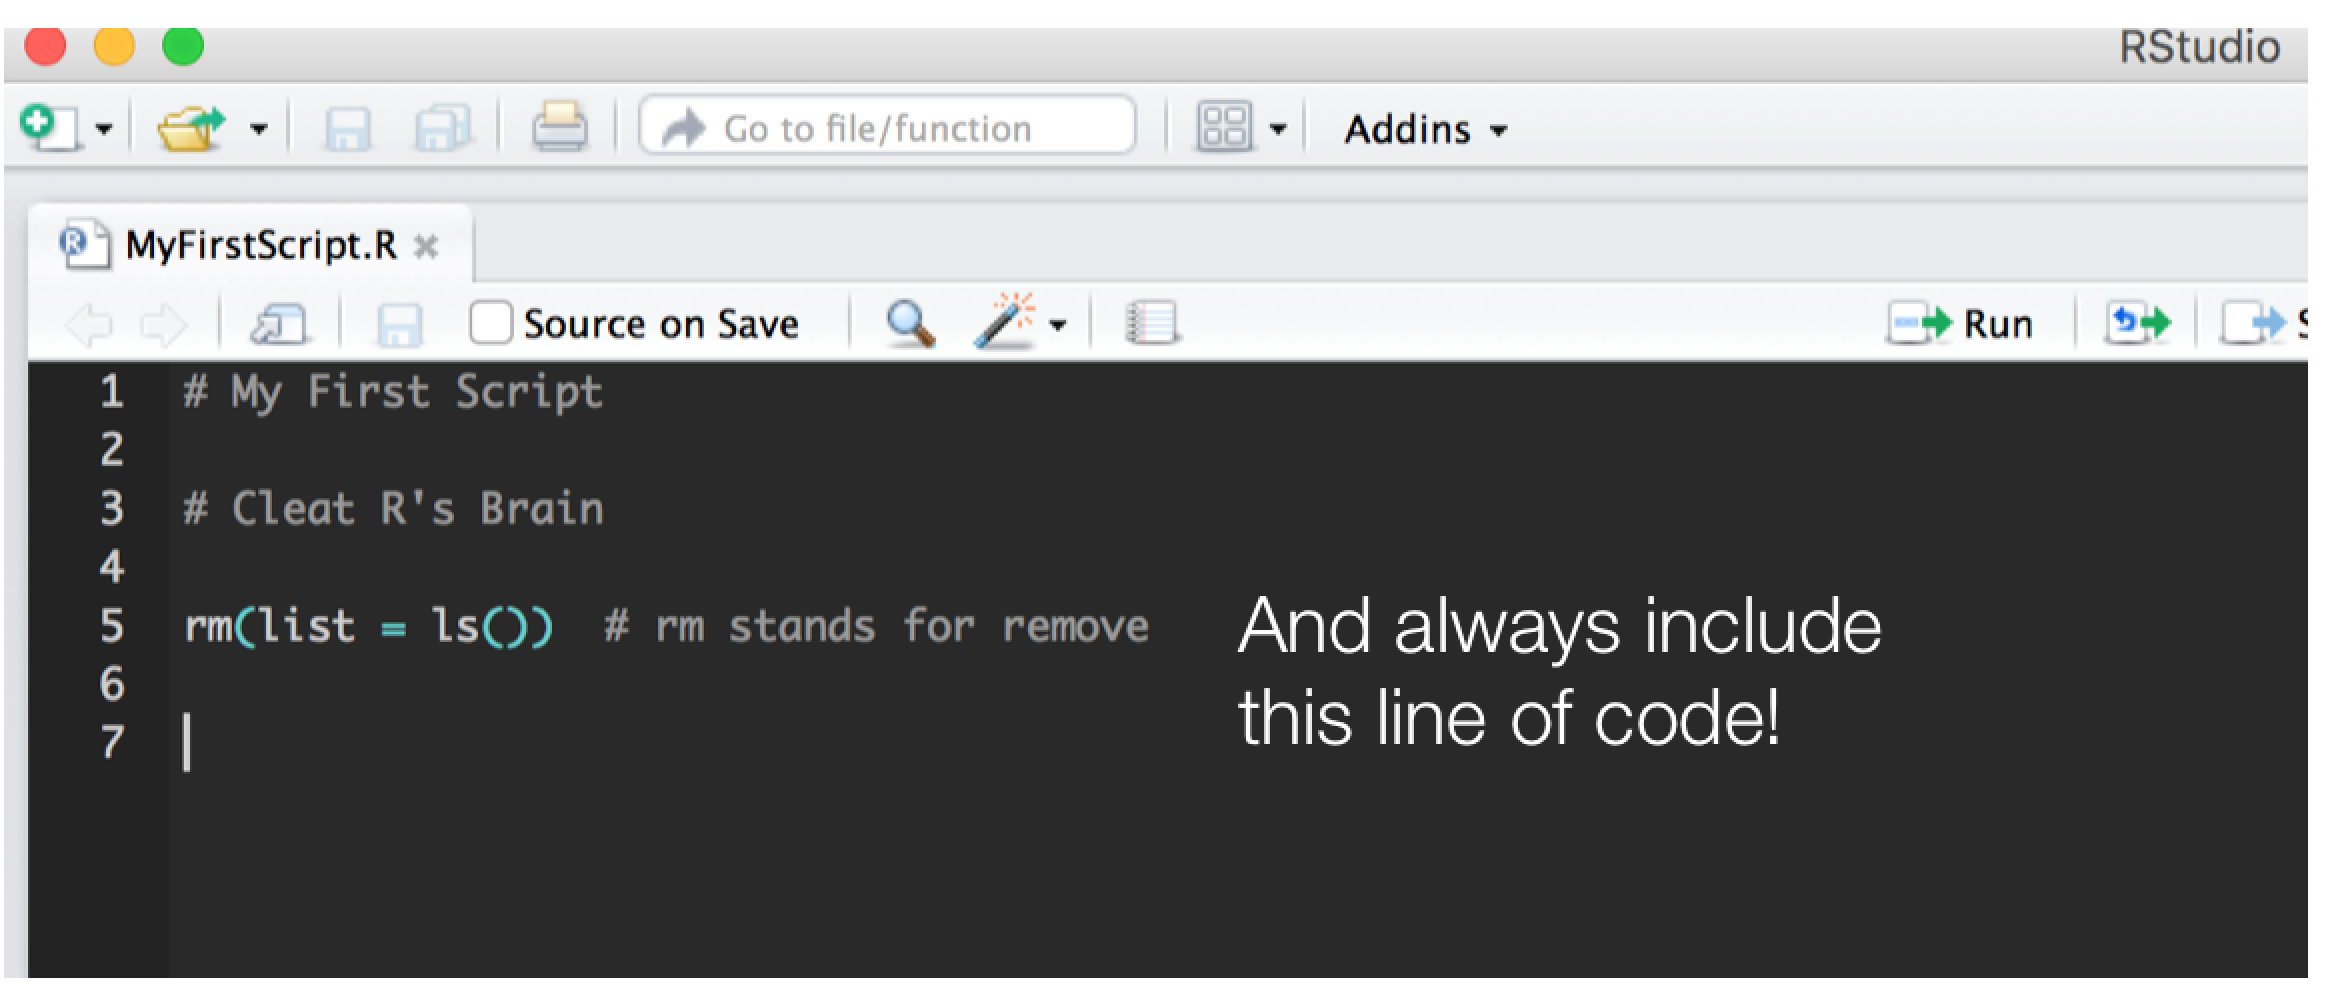 RStudio
Go to file/function
Addins
MyFirstScript.R
Source on Save
Run
1 # My First Script
2
3 # Cleat R's Brain
4
5 rm(list = ls()) # rm stands for remove
6
7
And always include
this line of code!